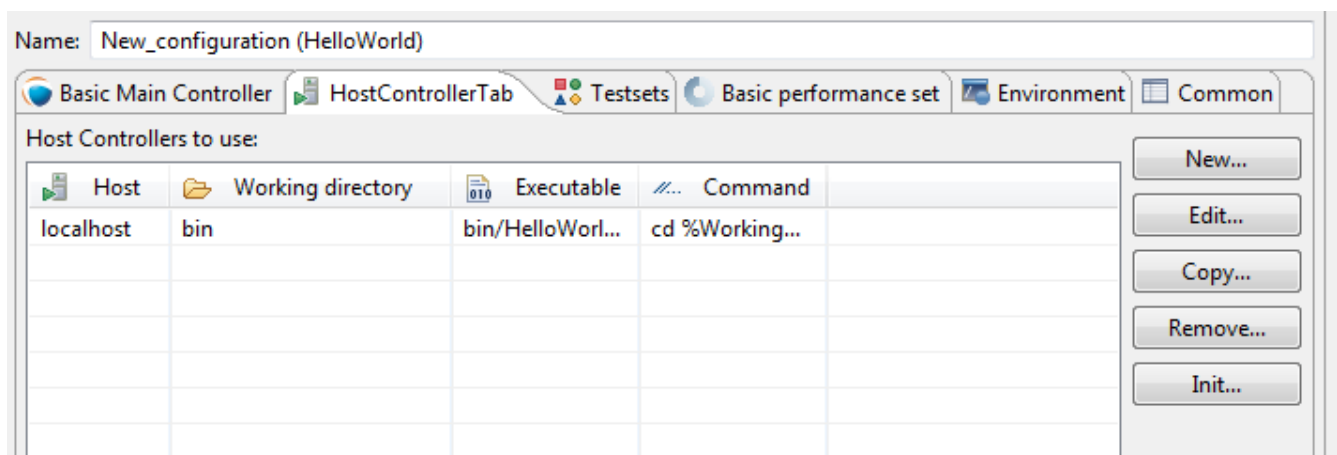 Name: New_configuration (HelloWorld)
Basic Main Controller HostControllerTab Testsets Basic performance set Environment Common
Host Controllers to use:
New...
Host Working directory 010 Executable //... Command
Edit...
localhost bin bin/HelloWorl... cd %Working...
Copy...
Remove...
Init...